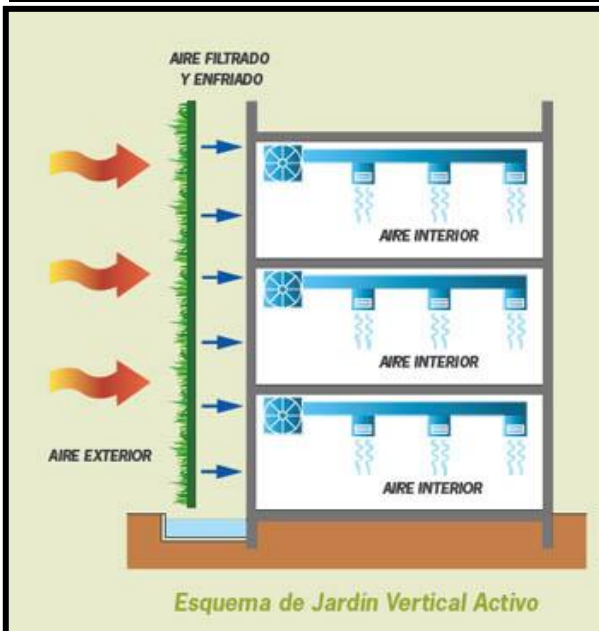 AIRE FILTRADO
Y ENFRIADO
AIRE INTERIOR
AIRE INTERIOR
AIRE EXTERIOR
AIRE INTERIOR
Esquema de Jardín Vertical Activo